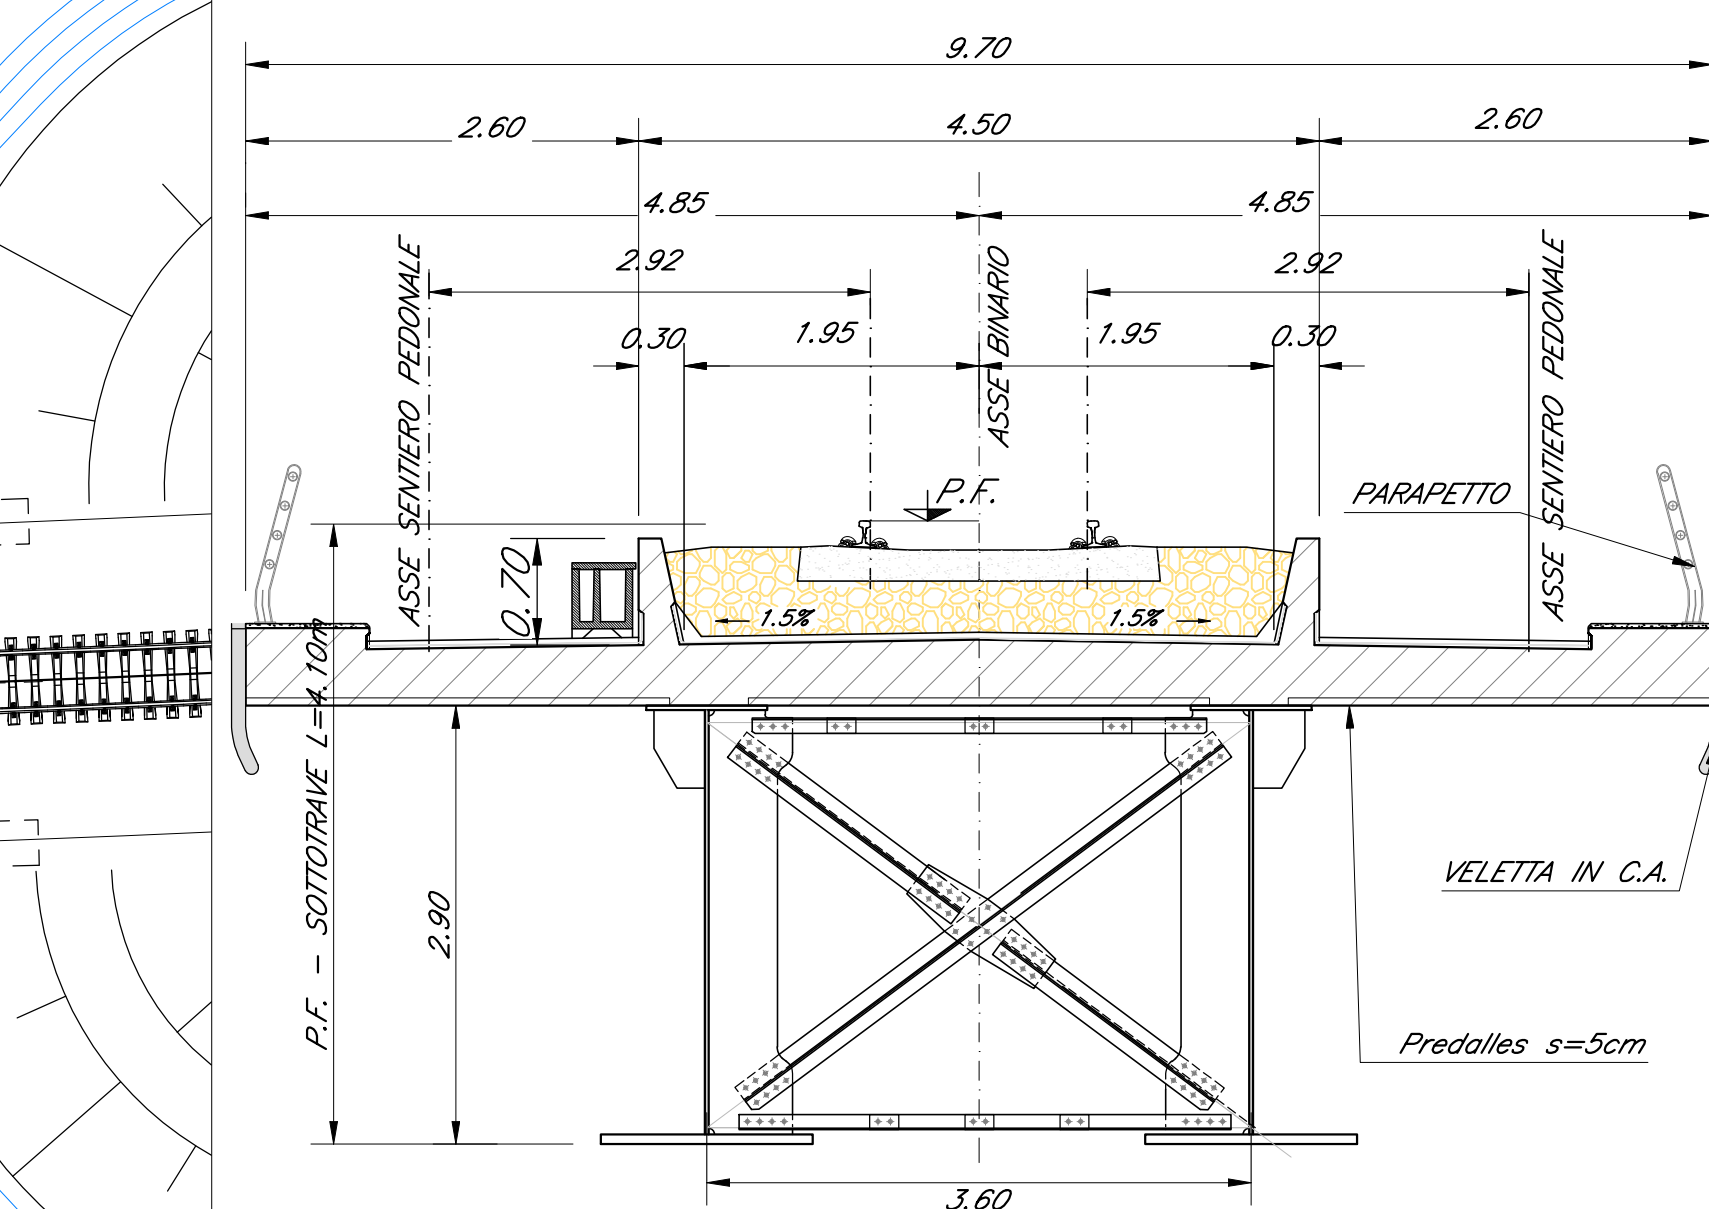 9.70
2.60
4.50
2.60
4.85
4.85
2.92
2.92
0.30
1.95
1.95
0.30
ASSE SENTIERO PEDONALE
ASSE BINARIO
ASSE SENTIERO PEDONALE
P.F.
PARAPETTO
0.70
1.5%
1.5%
P.F. - SOTTOTRAVE L=4.10m
2.90
VELETTA IN C.A.
Predalles s=5cm
3.60